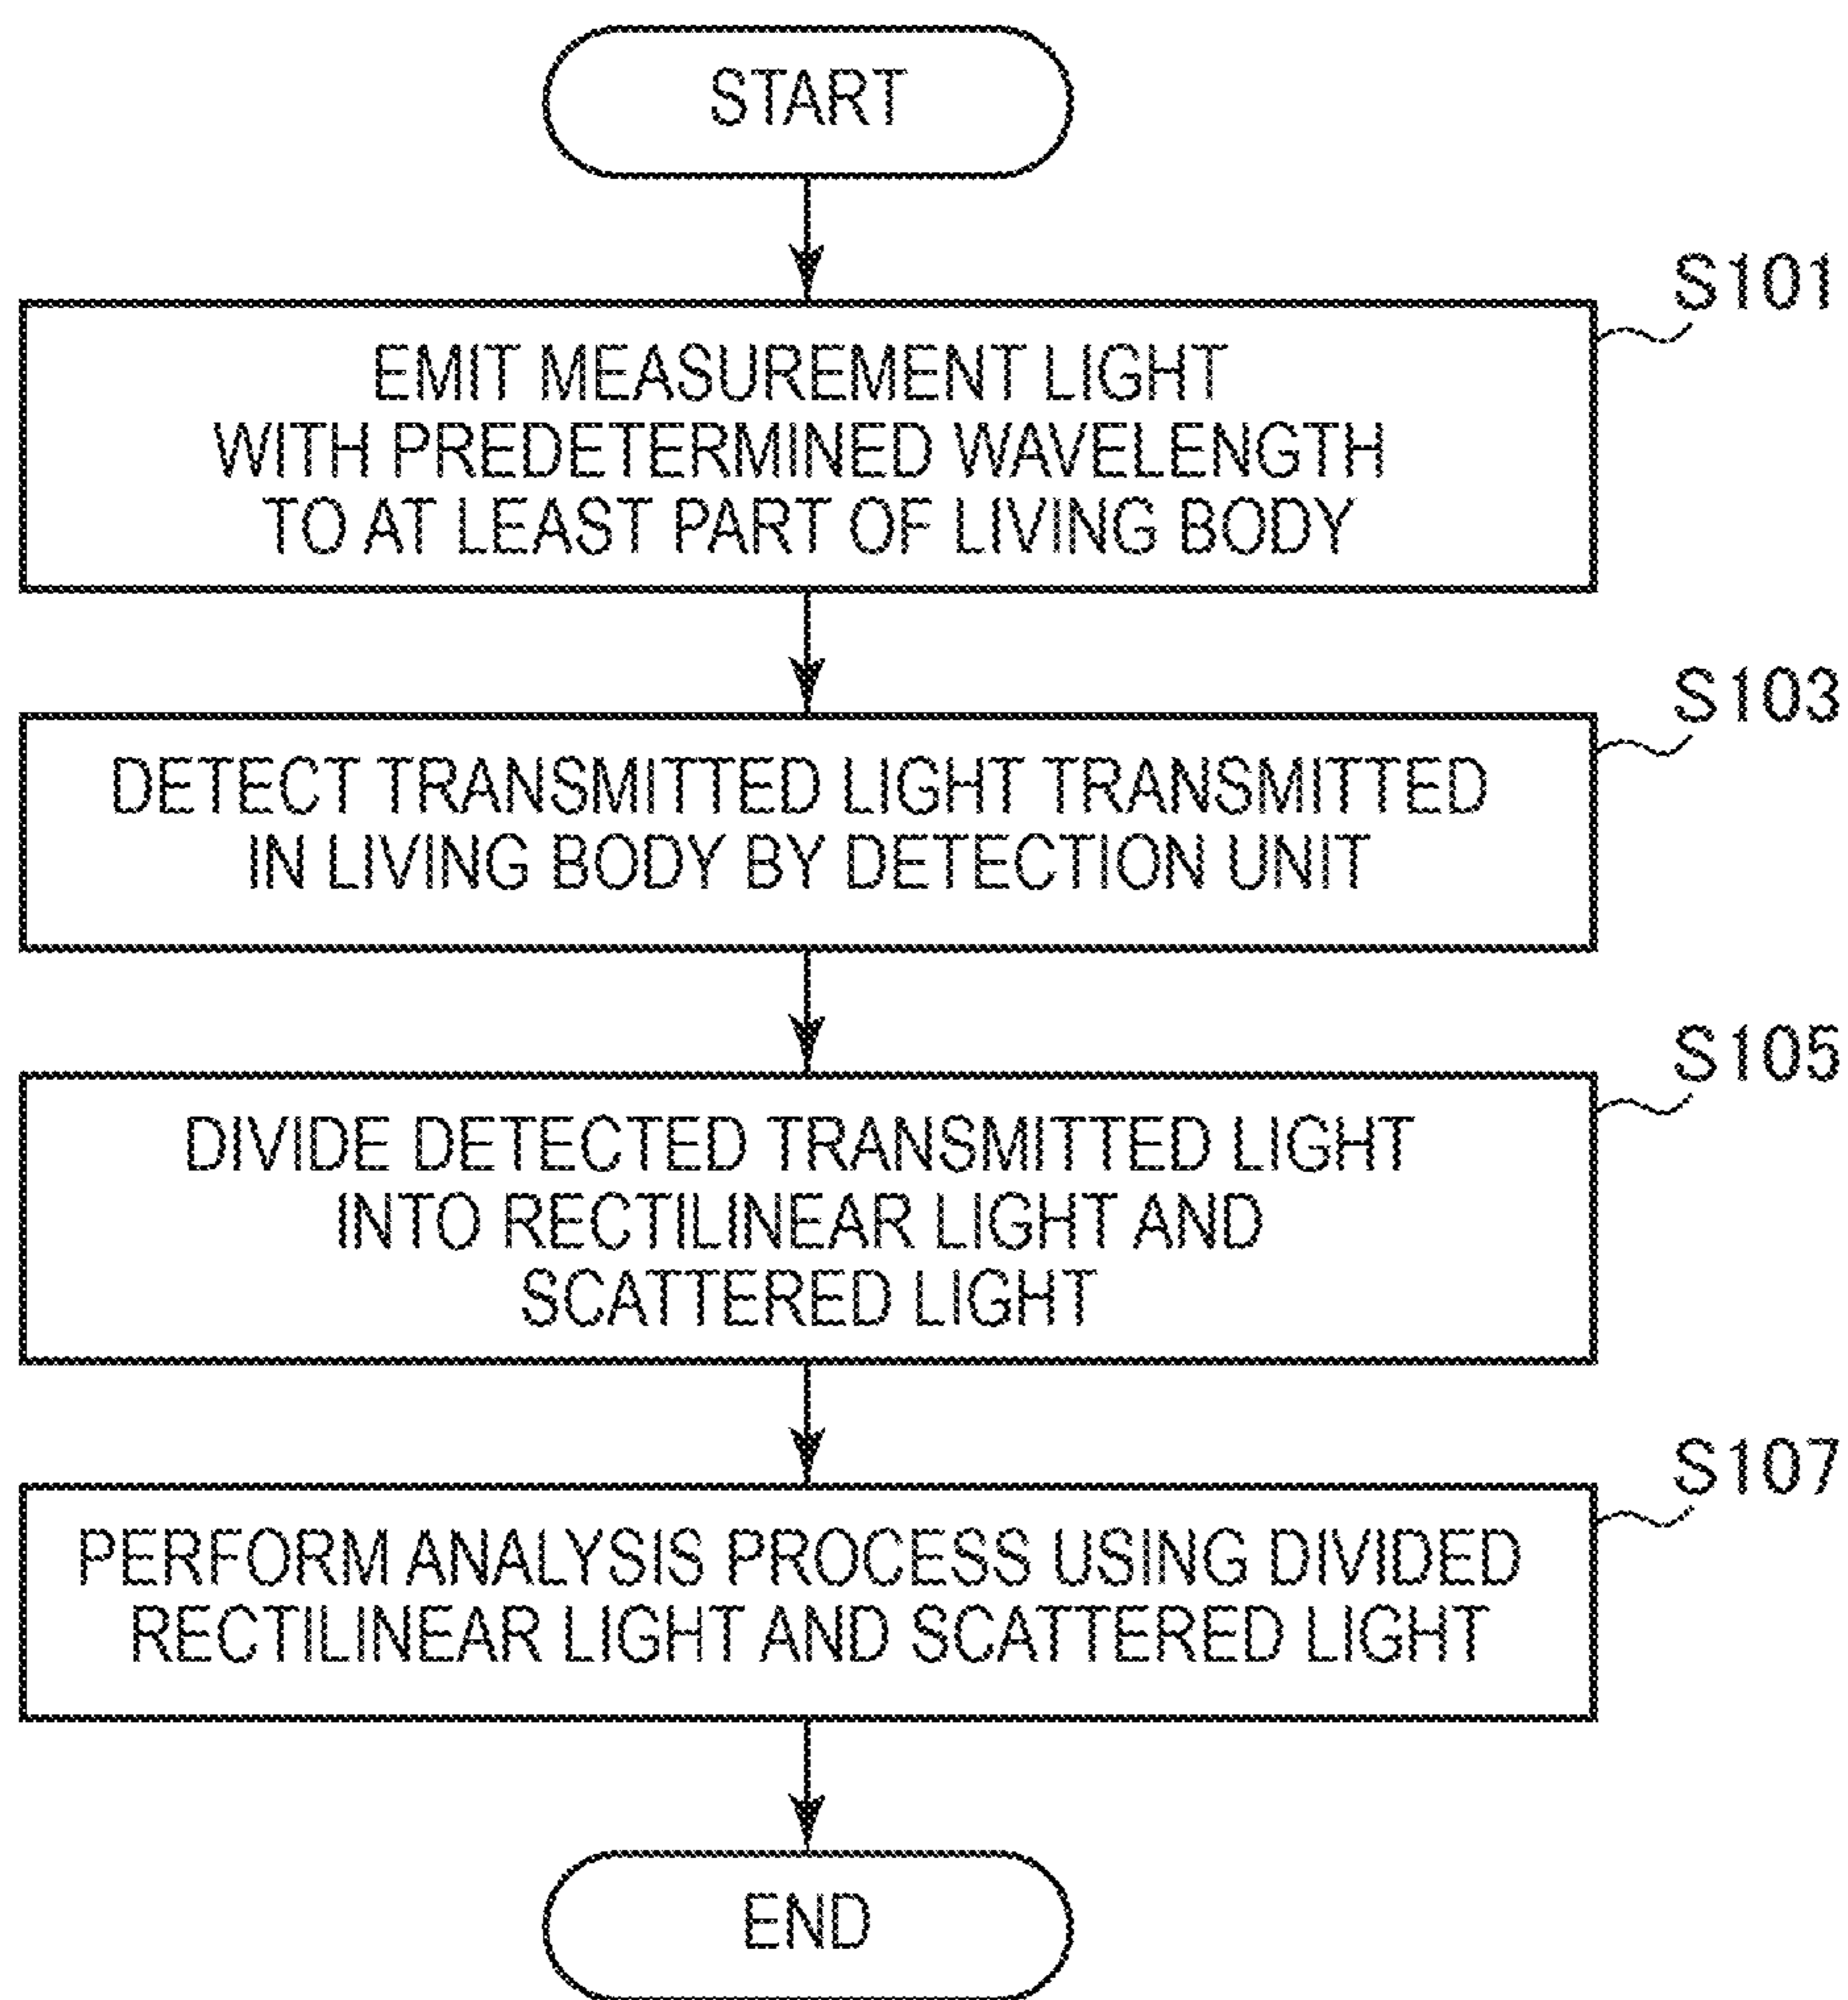 START
S101
EMIT MEASUREMENT LIGHT
WITH PREDETERMINED WAVELENGTH
TO AT LEAST PART OF LIVING BODY
S103
DETECT TRANSMITTED LIGHT TRANSMITTED
IN LIVING BODY BY DETECTION UNIT
S105
DIVIDE DETECTED TRANSMITTED LIGHT
INTO RECTILINEAR LIGHT AND
SCATTERED LIGHT
S107
PERFORM ANALYSIS PROCESS USING DIVIDED
RECTILINEAR LIGHT AND SCATTERED LIGHT
END